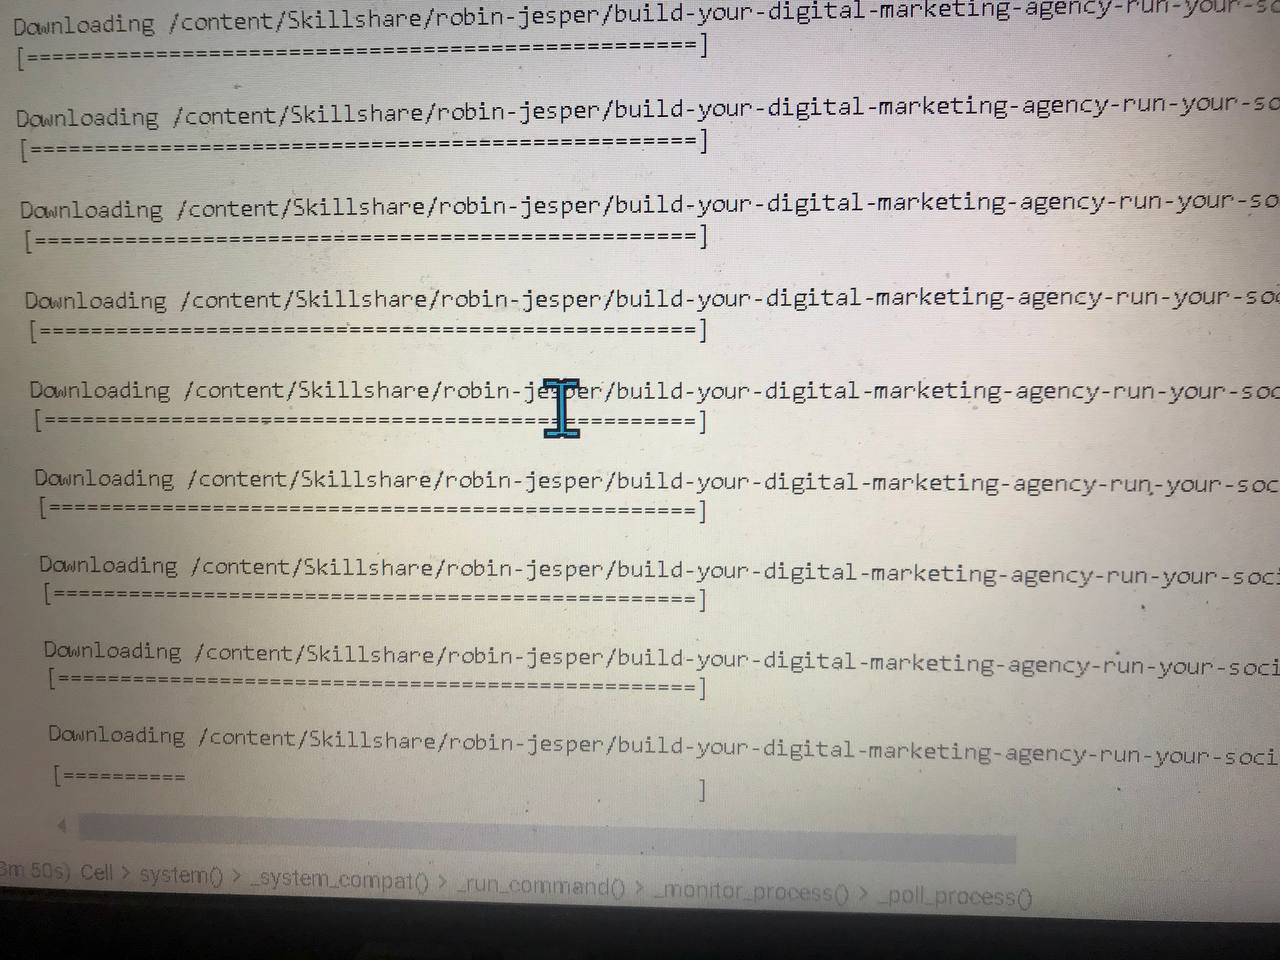 Downloading /content/Skillshare/robin-jesper/build-your-digital-marketing-agency-run-your-so
[====================================================]
Downloading /content/Skillshare/robin-jesper/build-your-digital-marketing-agency-run-your-so
[====================================================]
Downloading /content/Skillshare/robin-jesper/build-your-digital-marketing-agency-run-your-so
[====================================================]
Downloading /content/Skillshare/robin-jesper/build-your-digital-marketing-agency-run-your-soc
[====================================================]
Downloading /content/Skillshare/robin-jesper/build-your-digital-marketing-agency-run-your-soc
[====================================================]
Downloading /content/Skillshare/robin-jesper/build-your-digital-marketing-agency-run-your-soc
[==================================================]
Downloading /content/Skillshare/robin-jesper/build-your-digital-marketing-agency-run-your-soci
[==================================================]
Downloading /content/Skillshare/robin-jesper/build-your-digital-marketing-agency-run-your-soci
[==================================================]
Downloading /content/Skillshare/robin-jesper/build-your-digital-marketing-agency-run-your-soci
[==========                                        ]
3m 50s) Cell > system() > _system_compat() > _run_command() > _monitor_process() > _poll_process()